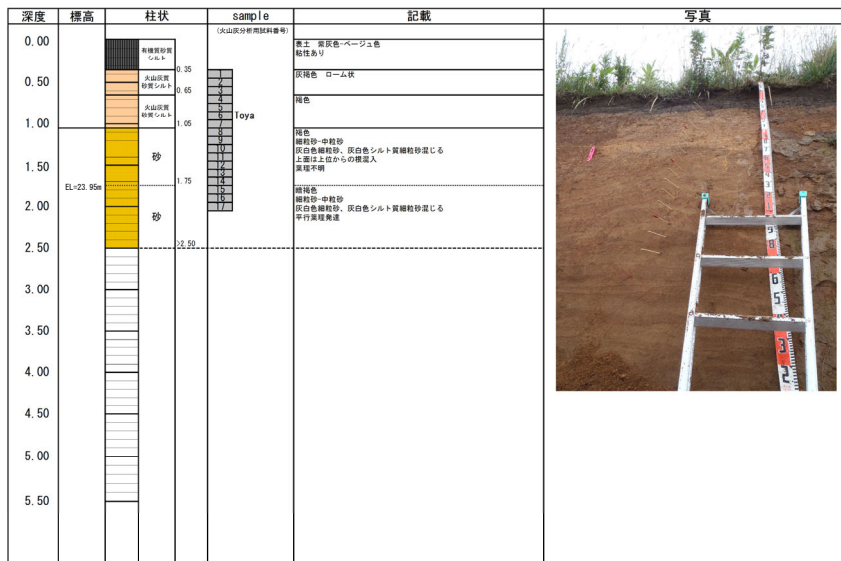 深度 標高 柱状 sample 記載 写真
(火山灰分析用試料番号)
0.00
有機質砂質
シルト
表土 紫灰色-ベージュ色
粘性あり
0.35
0.50
火山灰質
砂質シルト
1
2
3
灰褐色 ローム状
0.65
火山灰質
砂質シルト
4
5
6
7
Toya
褐色
1.00
1.05
砂
8
9
10
11
12
13
14
褐色
細粒砂-中粒砂
灰白色細粒砂、灰白色シルト質細粒砂混じる
上面は上位からの根混入
葉理不明
1.50
1.75
EL=23.95m
2.00
砂
15
16
17
暗褐色
細粒砂-中粒砂
灰白色細粒砂、灰白色シルト質細粒砂混じる
平行葉理発達
2.50
>2.50
3.00
3.50
4.00
4.50
5.00
5.50
9
8
6
5
3
2